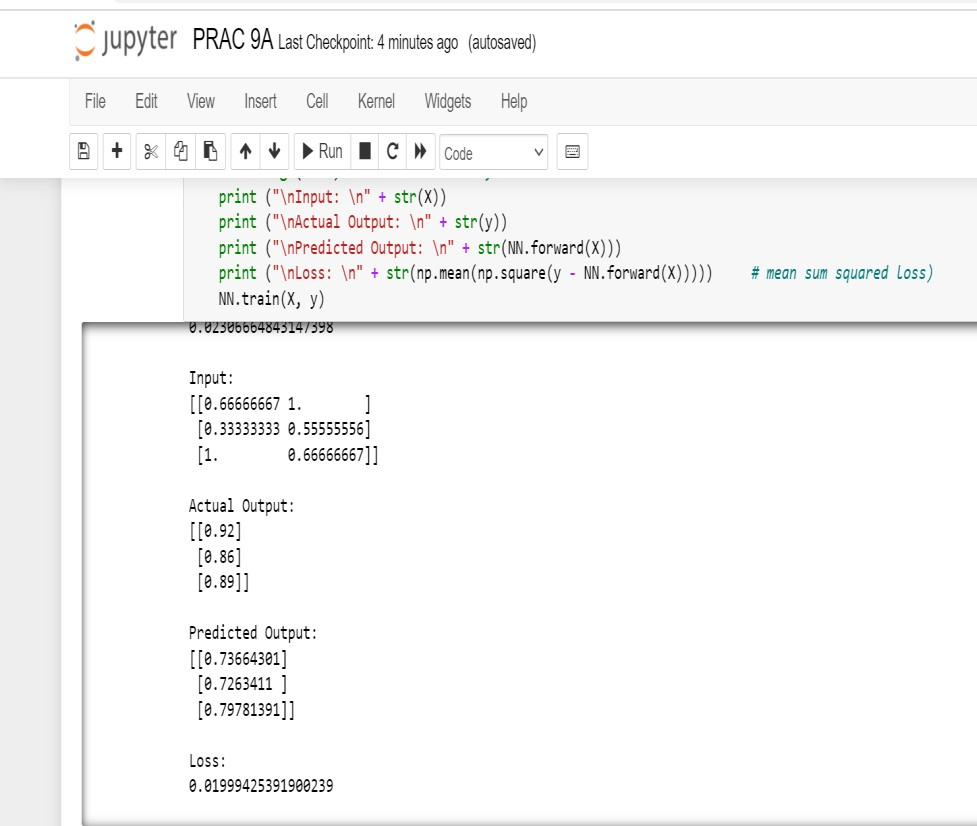 jupyter PRAC 9A Last Checkpoint: 4 minutes ago (autosaved)
File Edit View Insert Cell Kernel Widgets Help
Run Code
print ("\nInput: \n" + str(X))
print ("\nActual Output: \n" + str(y))
print ("\nPredicted Output: \n" + str(NN.forward(X)))
print ("\nLoss: \n" + str(np.mean(np.square(y - NN.forward(X))))) # mean sum squared loss)
NN.train(X, y)
0.02306664843147398
Input:
[[0.66666667 1. ]
[0.33333333 0.55555556]
[1. 0.66666667]]
Actual Output:
[[0.92]
[0.86]
[0.89]]
Predicted Output:
[[0.73664301]
[0.7263411 ]
[0.79781391]]
Loss:
0.01999425391900239